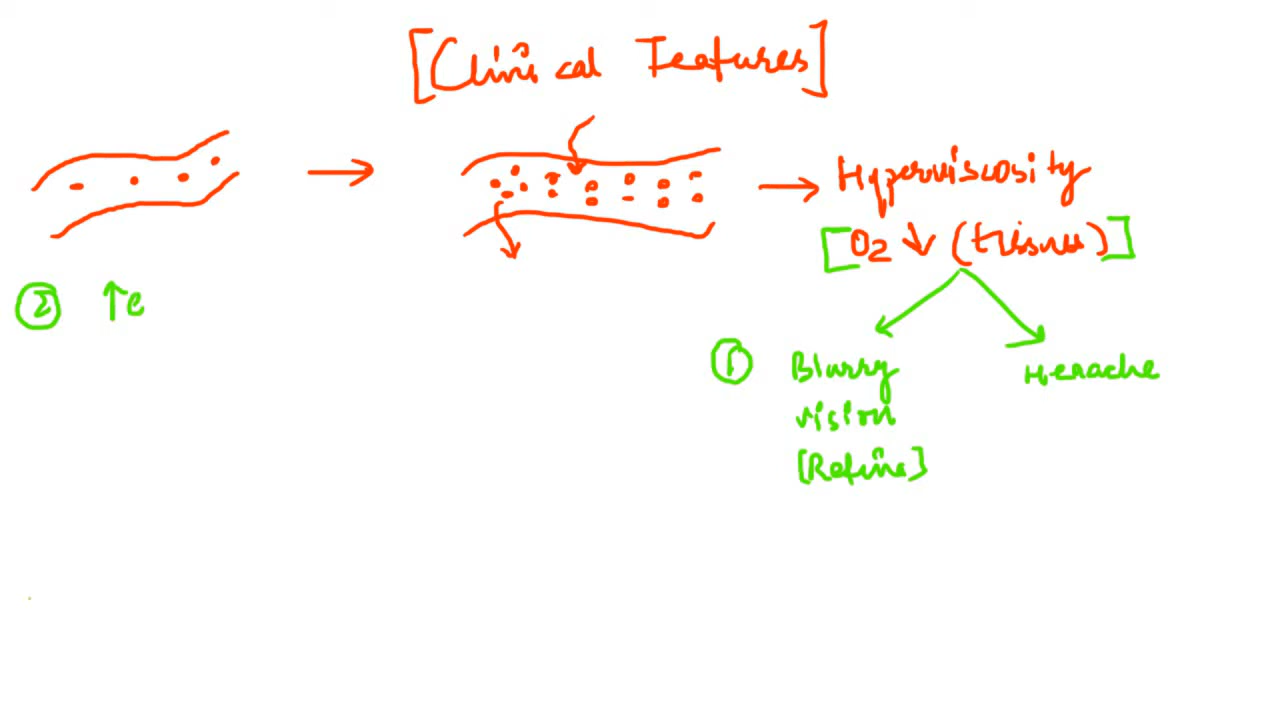 [Clinical Features]
Hyperviscosity
[O2 ↓ (tissues)]
① Blurry
vision
[Retina]
Headache
② ↑e